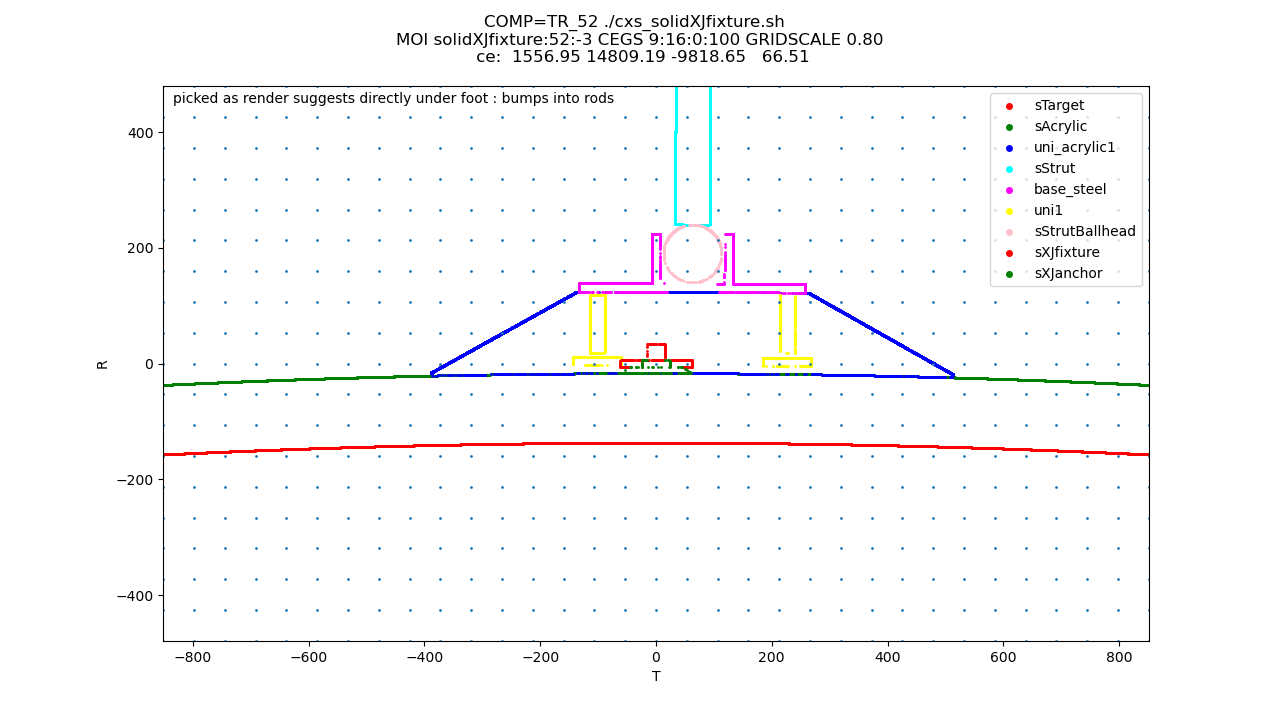 COMP=TR_52 ./cxs_solidXJfixture.sh
MOI solidXJfixture:52:-3 CEGS 9:16:0:100 GRIDSCALE 0.80
ce: 1556.95 14809.19 -9818.65 66.51
picked as render suggests directly under foot : bumps into rods
sTarget
sAcrylic
uni_acrylic1
sStrut
base_steel
uni1
sStrutBallhead
sXJfixture
sXJanchor
400
200
0
−200
−400
R
−800
−600
−400
−200
0
200
400
600
800
T